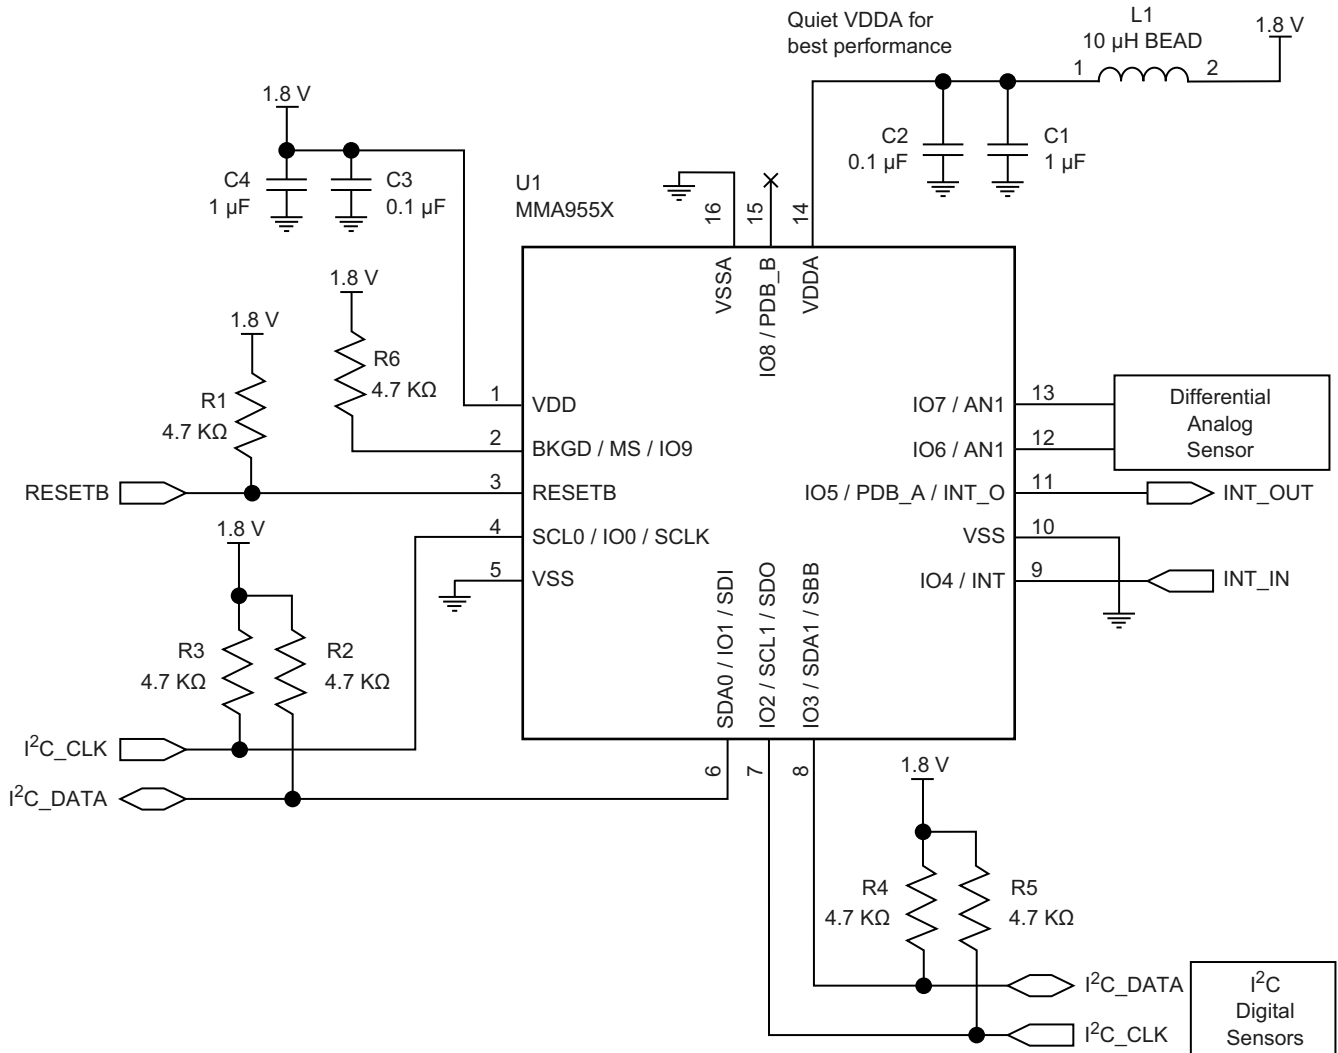 Quiet VDDA for
best performance
L1
10 µH BEAD
1.8 V
1
2
C2
0.1 µF
C1
1 µF
1.8 V
C4
1 µF
C3
0.1 µF
U1
MMA955X
16
15
14
VSSA
IO8 / PDB_B
VDDA
1.8 V
R6
4.7 KΩ
1.8 V
R1
4.7 KΩ
1
VDD
2
BKGD / MS / IO9
RESETB
3
RESETB
4
SCL0 / IO0 / SCLK
5
VSS
IO7 / AN1
13
IO6 / AN1
12
Differential
Analog
Sensor
IO5 / PDB_A / INT_O
11
INT_OUT
VSS
10
IO4 / INT
9
INT_IN
1.8 V
R3
4.7 KΩ
R2
4.7 KΩ
I²C_CLK
I²C_DATA
SDA0 / IO1 / SDI
IO2 / SCL1 / SDO
IO3 / SDA1 / SBB
6
7
8
1.8 V
R4
4.7 KΩ
R5
4.7 KΩ
I²C_DATA
I²C_CLK
I²C
Digital
Sensors